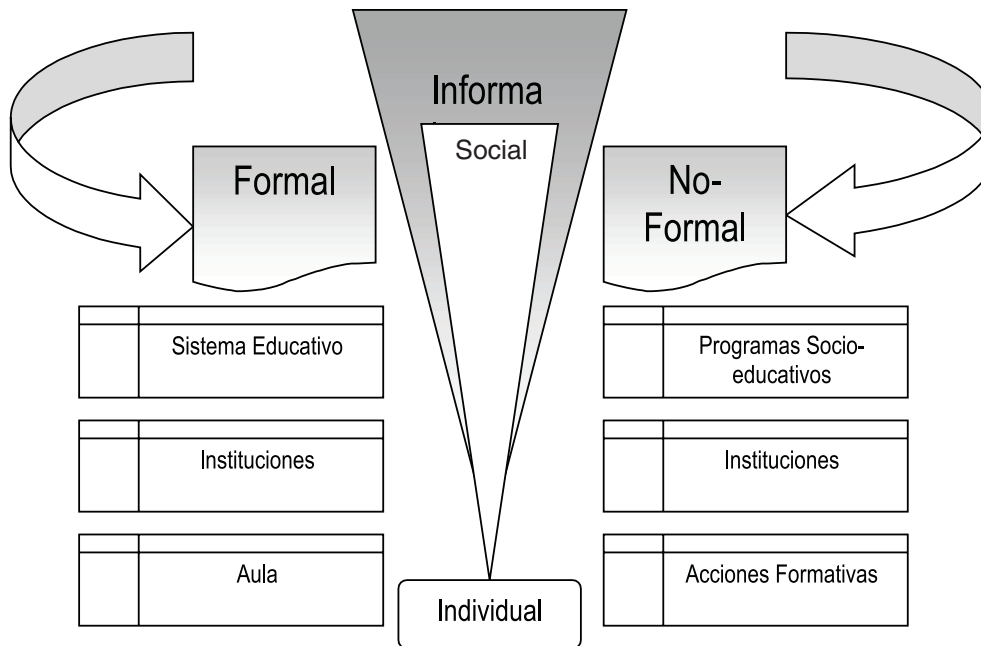 Informa
Social
Formal
No-
Formal
Sistema Educativo
Instituciones
Aula
Programas Socio-
educativos
Instituciones
Acciones Formativas
Individual